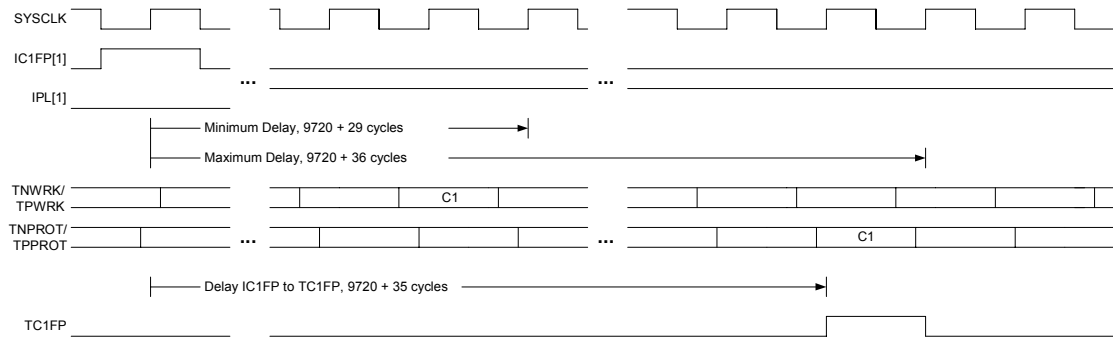 SYSCLK
IC1FP[1]
... ...
IPL[1]
Minimum Delay, 9720 + 29 cycles
Maximum Delay, 9720 + 36 cycles
TNWRK/
TPWRK
C1
TNPROT/
TPPROT
... ...
C1
Delay IC1FP to TC1FP, 9720 + 35 cycles
TC1FP